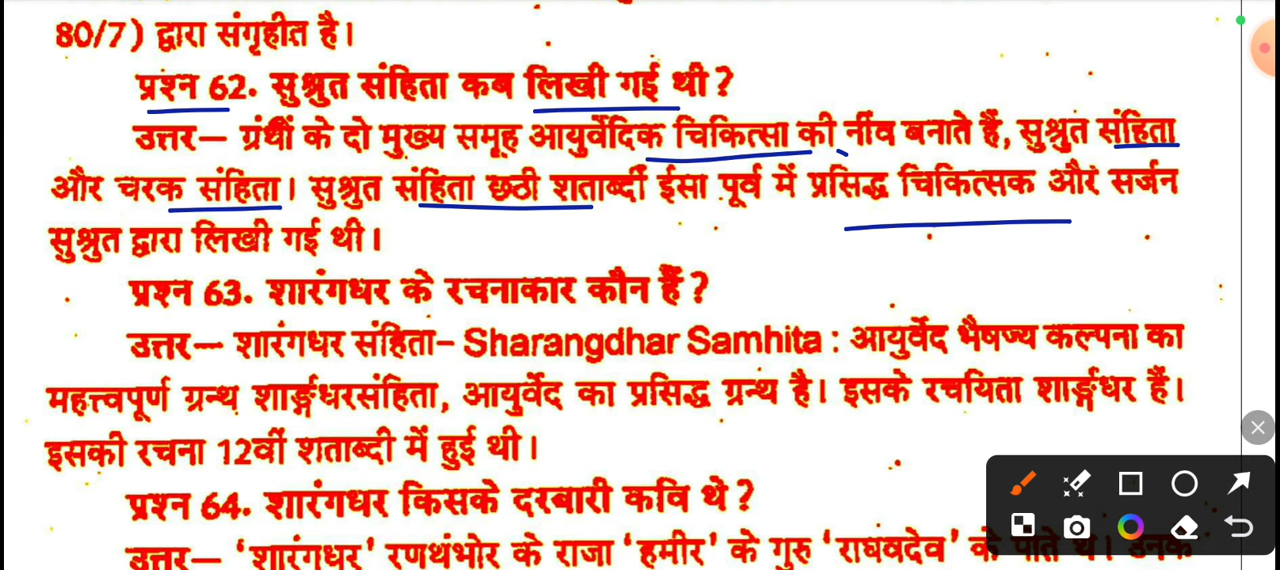 80/7) द्वारा संगृहीत है।
प्रश्न 62. सुश्रुत संहिता कब लिखी गई थी?
उत्तर— ग्रंथों के दो मुख्य समूह आयुर्वेदिक चिकित्सा की नींव बनाते हैं, सुश्रुत संहिता
और चरक संहिता। सुश्रुत संहिता छठी शताब्दी ईसा पूर्व में प्रसिद्ध चिकित्सक और सर्जन
सुश्रुत द्वारा लिखी गई थी।
प्रश्न 63. शारंगधर के रचनाकार कौन हैं?
उत्तर— शारंगधर संहिता– Sharangdhar Samhita : आयुर्वेद भैषज्य कल्पना का
महत्त्वपूर्ण ग्रन्थ शार्ङ्गधरसंहिता, आयुर्वेद का प्रसिद्ध ग्रन्थ है। इसके रचयिता शार्ङ्गधर हैं।
इसकी रचना 12वीं शताब्दी में हुई थी।
प्रश्न 64. शारंगधर किसके दरबारी कवि थे?
उत्तर— 'शारंगधर' रणथंभोर के राजा 'हमीर' के गुरु 'राघवदेव' के पोते थे। उनके